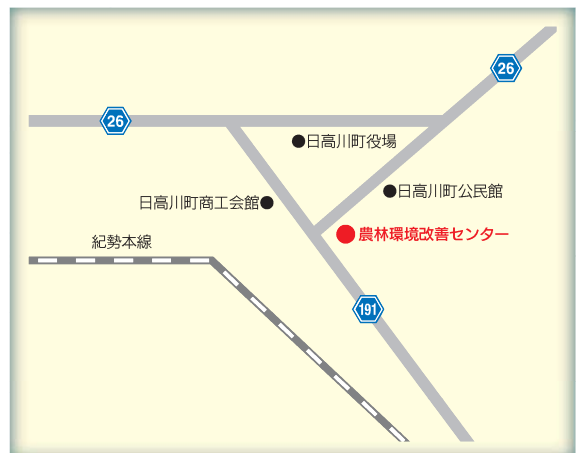 26
26
日高川町役場
日高川町公民館
日高川町商工会館
農林環境改善センター
紀勢本線
191